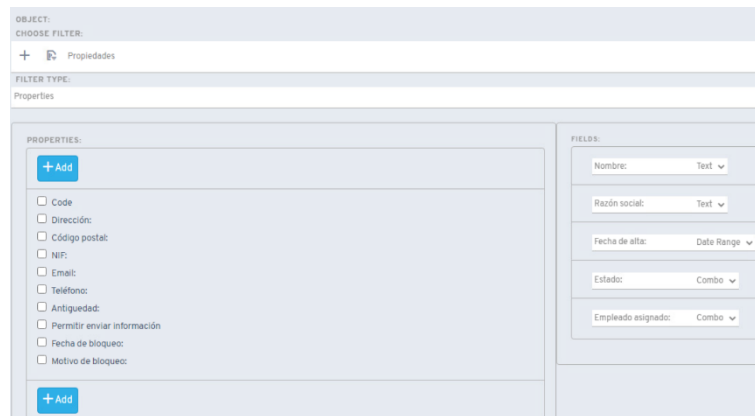 OBJECT:
CHOOSE FILTER:
Propiedades
FILTER TYPE:
Properties
PROPERTIES:
+ Add
Code
Dirección:
Código postal:
NIF:
Email:
Teléfono:
Antiguedad:
Permitir enviar información
Fecha de bloqueo:
Motivo de bloqueo:
+ Add
FIELDS:
Nombre: Text
Razón social: Text
Fecha de alta: Date Range
Estado: Combo
Empleado asignado: Combo